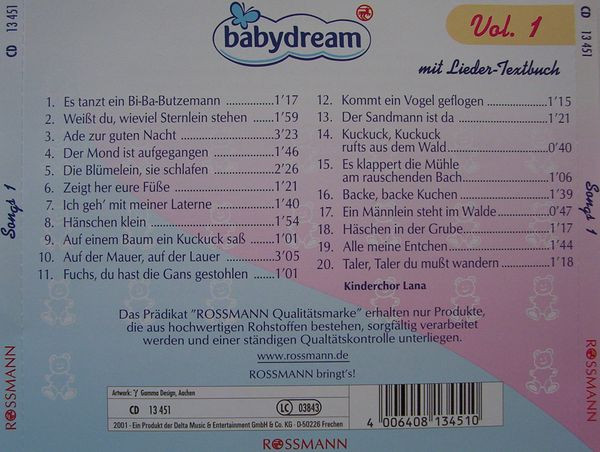 CD 13 451
Songs 1
ROSSMANN
babydream
Vol. 1
mit Lieder-Textbuch
1. Es tanzt ein Bi-Ba-Butzemann ............1'17
2. Weißt du, wieviel Sternlein stehen ......1'59
3. Ade zur guten Nacht ......................3'23
4. Der Mond ist aufgegangen ..............1'46
5. Die Blümelein, sie schlafen ..............2'26
6. Zeigt her eure Füße ......................1'21
7. Ich geh' mit meiner Laterne ............1'40
8. Hänschen klein ............................1'54
9. Auf einem Baum ein Kuckuck saß ......1'01
10. Auf der Mauer, auf der Lauer ..........3'05
11. Fuchs, du hast die Gans gestohlen ....1'01
12. Kommt ein Vogel geflogen ..............1'15
13. Der Sandmann ist da ....................1'21
14. Kuckuck, Kuckuck
rufts aus dem Wald ......................0'40
15. Es klappert die Mühle
am rauschenden Bach ....................1'06
16. Backe, backe Kuchen ....................1'39
17. Ein Männlein steht im Walde ..........0'47
18. Häschen in der Grube ....................1'17
19. Alle meine Entchen ......................1'44
20. Taler, Taler du mußt wandern ..........1'18
Kinderchor Lana
Das Prädikat "ROSSMANN Qualitätsmarke" erhalten nur Produkte,
die aus hochwertigen Rohstoffen bestehen, sorgfältig verarbeitet
werden und einer ständigen Qualtätskontrolle unterliegen.
www.rossmann.de
ROSSMANN bringt's!
Artwork: γ Gamma Design, Aachen
CD 13 451
LC 03843
2001 - Ein Produkt der Delta Music & Entertainment GmbH & Co. KG - D-50226 Frechen
4 006408 134510
ROSSMANN
CD 13 451
Songs 1
ROSSMANN